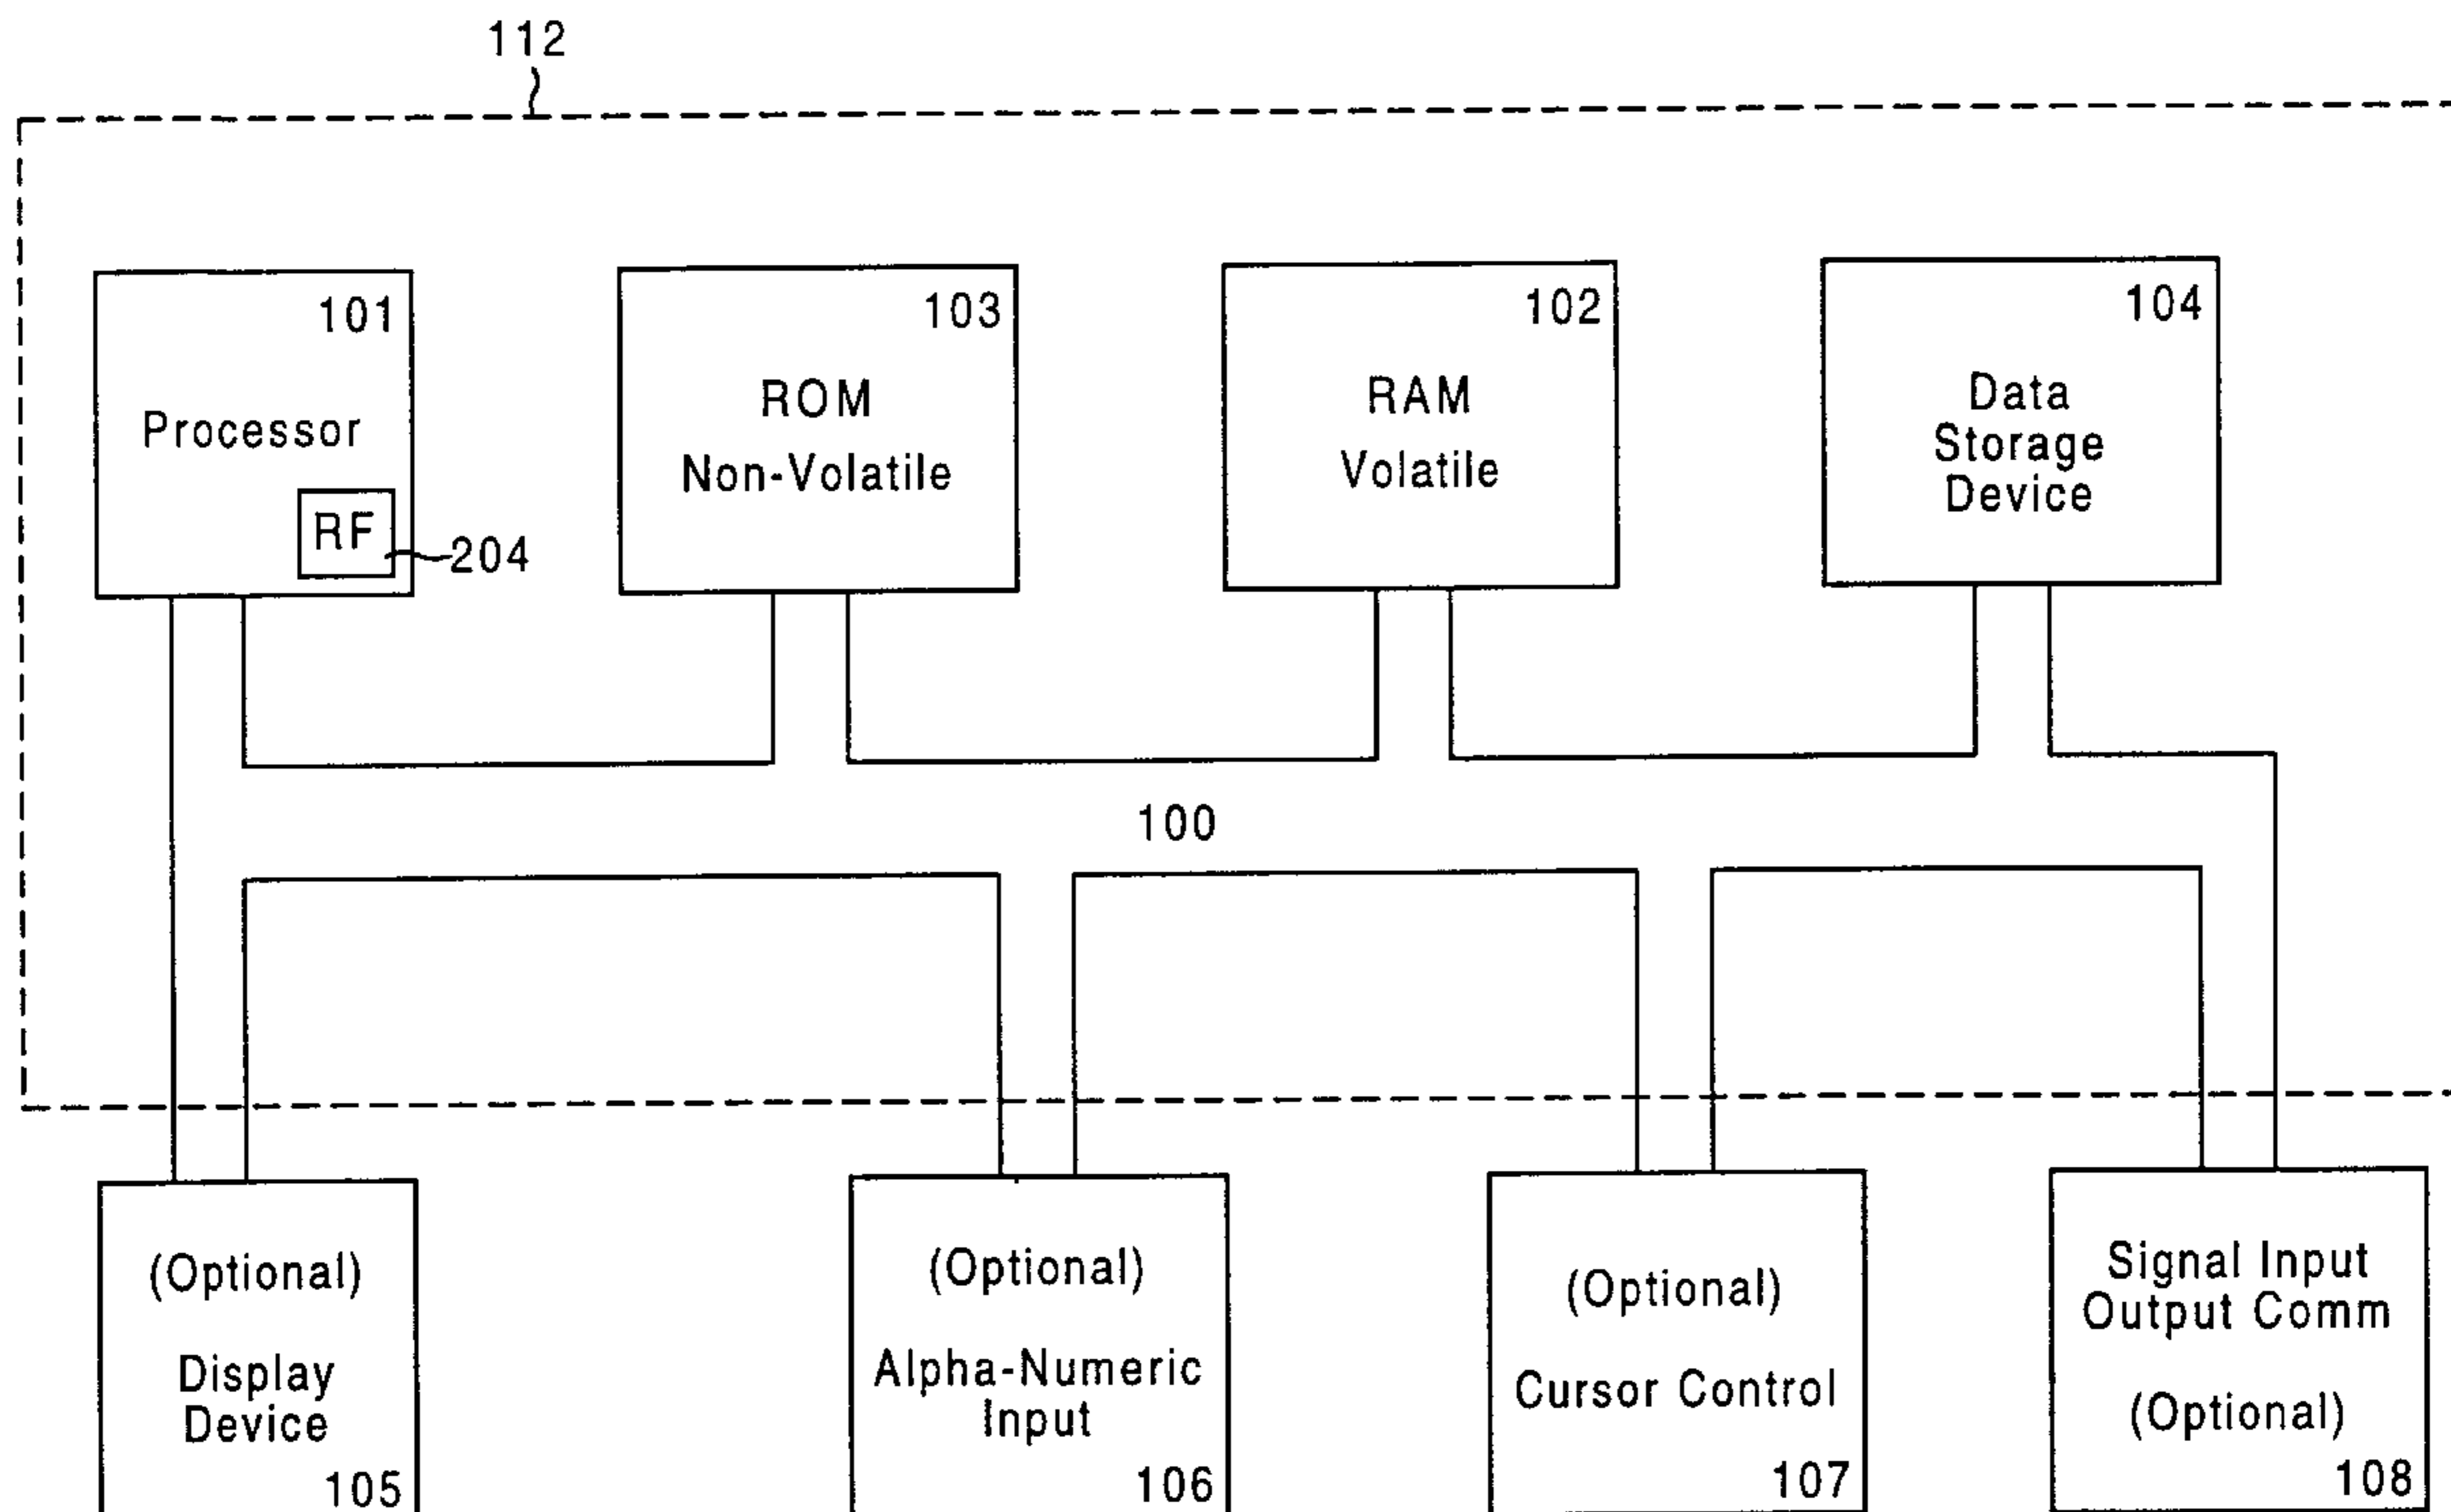 112
101
Processor
RF
204
103
ROM
Non-Volatile
102
RAM
Volatile
104
Data
Storage
Device
100
(Optional)
Display
Device
105
(Optional)
Alpha-Numeric
Input
106
(Optional)
Cursor Control
107
Signal Input
Output Comm
(Optional)
108